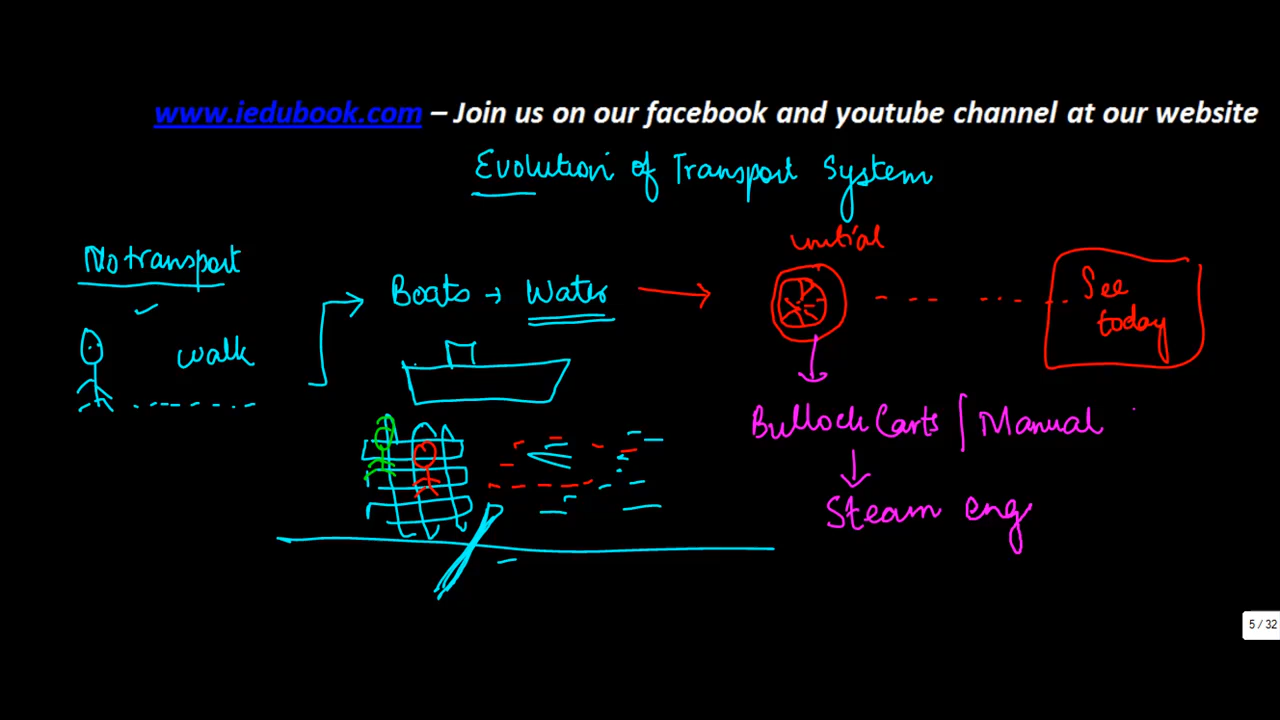 www.iedubook.com – Join us on our facebook and youtube channel at our website
Evolution of Transport System
No transport
walk
Boats → Water
initial
See
today
Bullock Carts / Manual
Steam eng
5 / 32